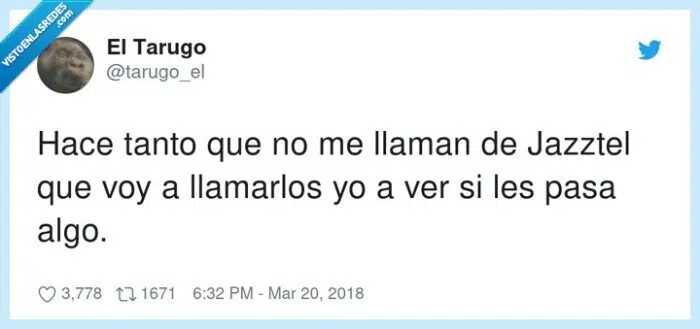 VISTOENLASREDES
.com
El Tarugo
@tarugo_el
Hace tanto que no me llaman de Jazztel
que voy a llamarlos yo a ver si les pasa
algo.
3,778 1671 6:32 PM - Mar 20, 2018